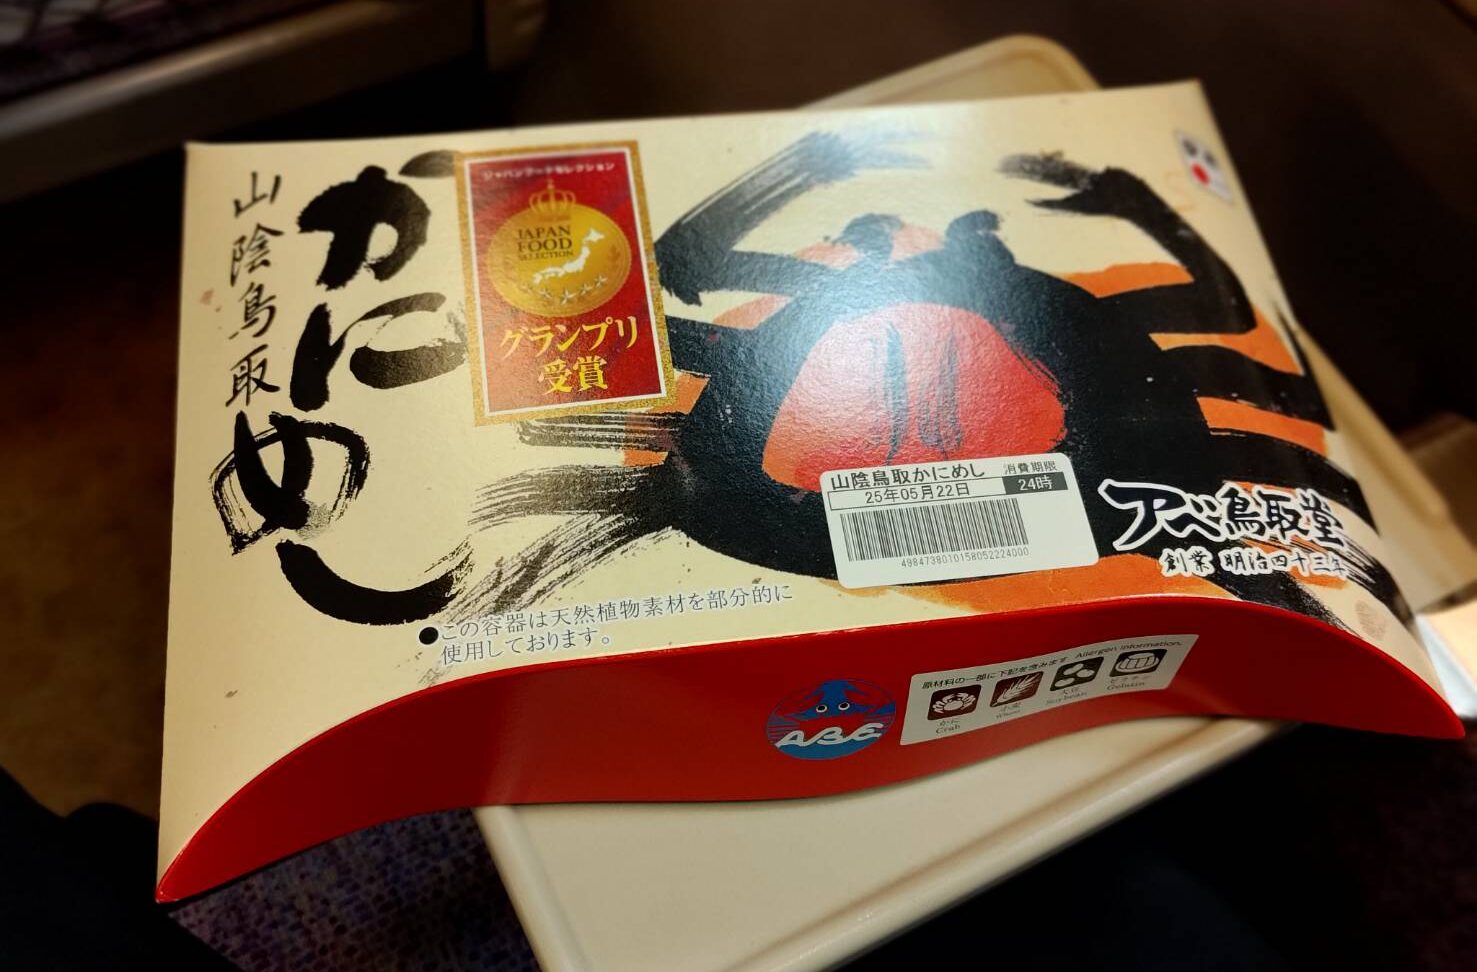 山陰鳥取
かにめし
ジャパンフードセレクション
JAPAN
FOOD
SELECTION
グランプリ
受賞
山陰鳥取かにめし 消費期限
25年05月22日 24時
4984738010158052224000
アベ鳥取堂
創業 明治四十三年
●この容器は天然植物素材を部分的に
使用しております。
ABE
原材料の一部に下記を含みます Allergen information.
かに
Crab
小麦
Wheat
大豆
Soybean
ゼラチン
Gelatin